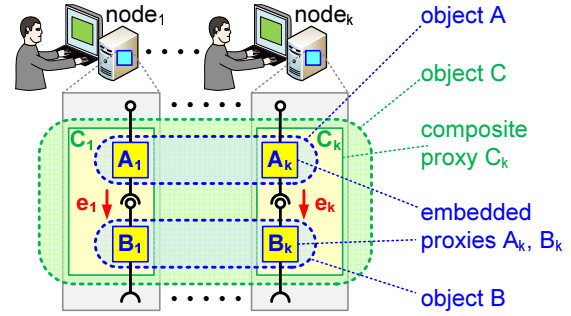 node₁
nodeₖ
object A
object C
C₁
Cₖ
composite
proxy Cₖ
A₁
Aₖ
e₁
eₖ
embedded
proxies Aₖ, Bₖ
B₁
Bₖ
object B